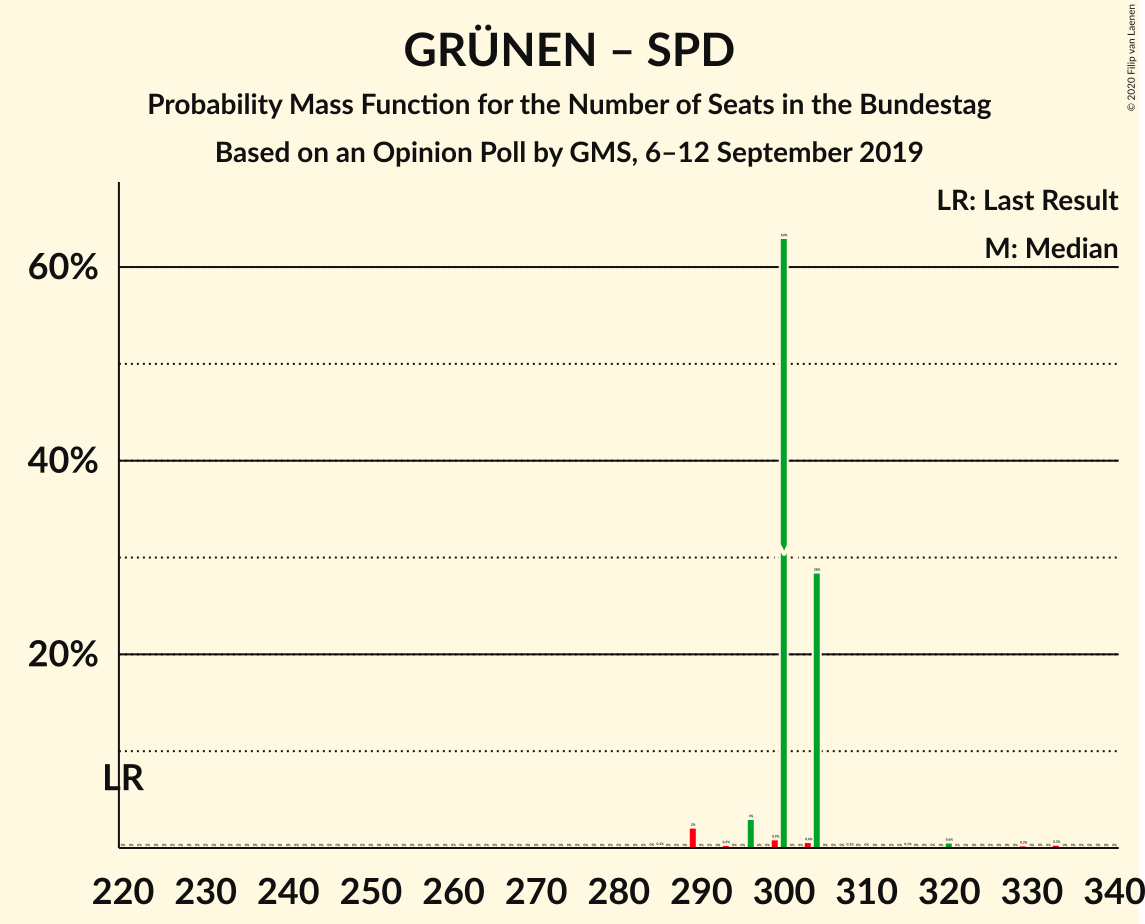 GRÜNEN – SPD
Probability Mass Function for the Number of Seats in the Bundestag
Based on an Opinion Poll by GMS, 6–12 September 2019
© 2020 Filip van Laenen
LR: Last Result
M: Median
60%
40%
20%
LR
220 230 240 250 260 270 280 290 300 310 320 330 340